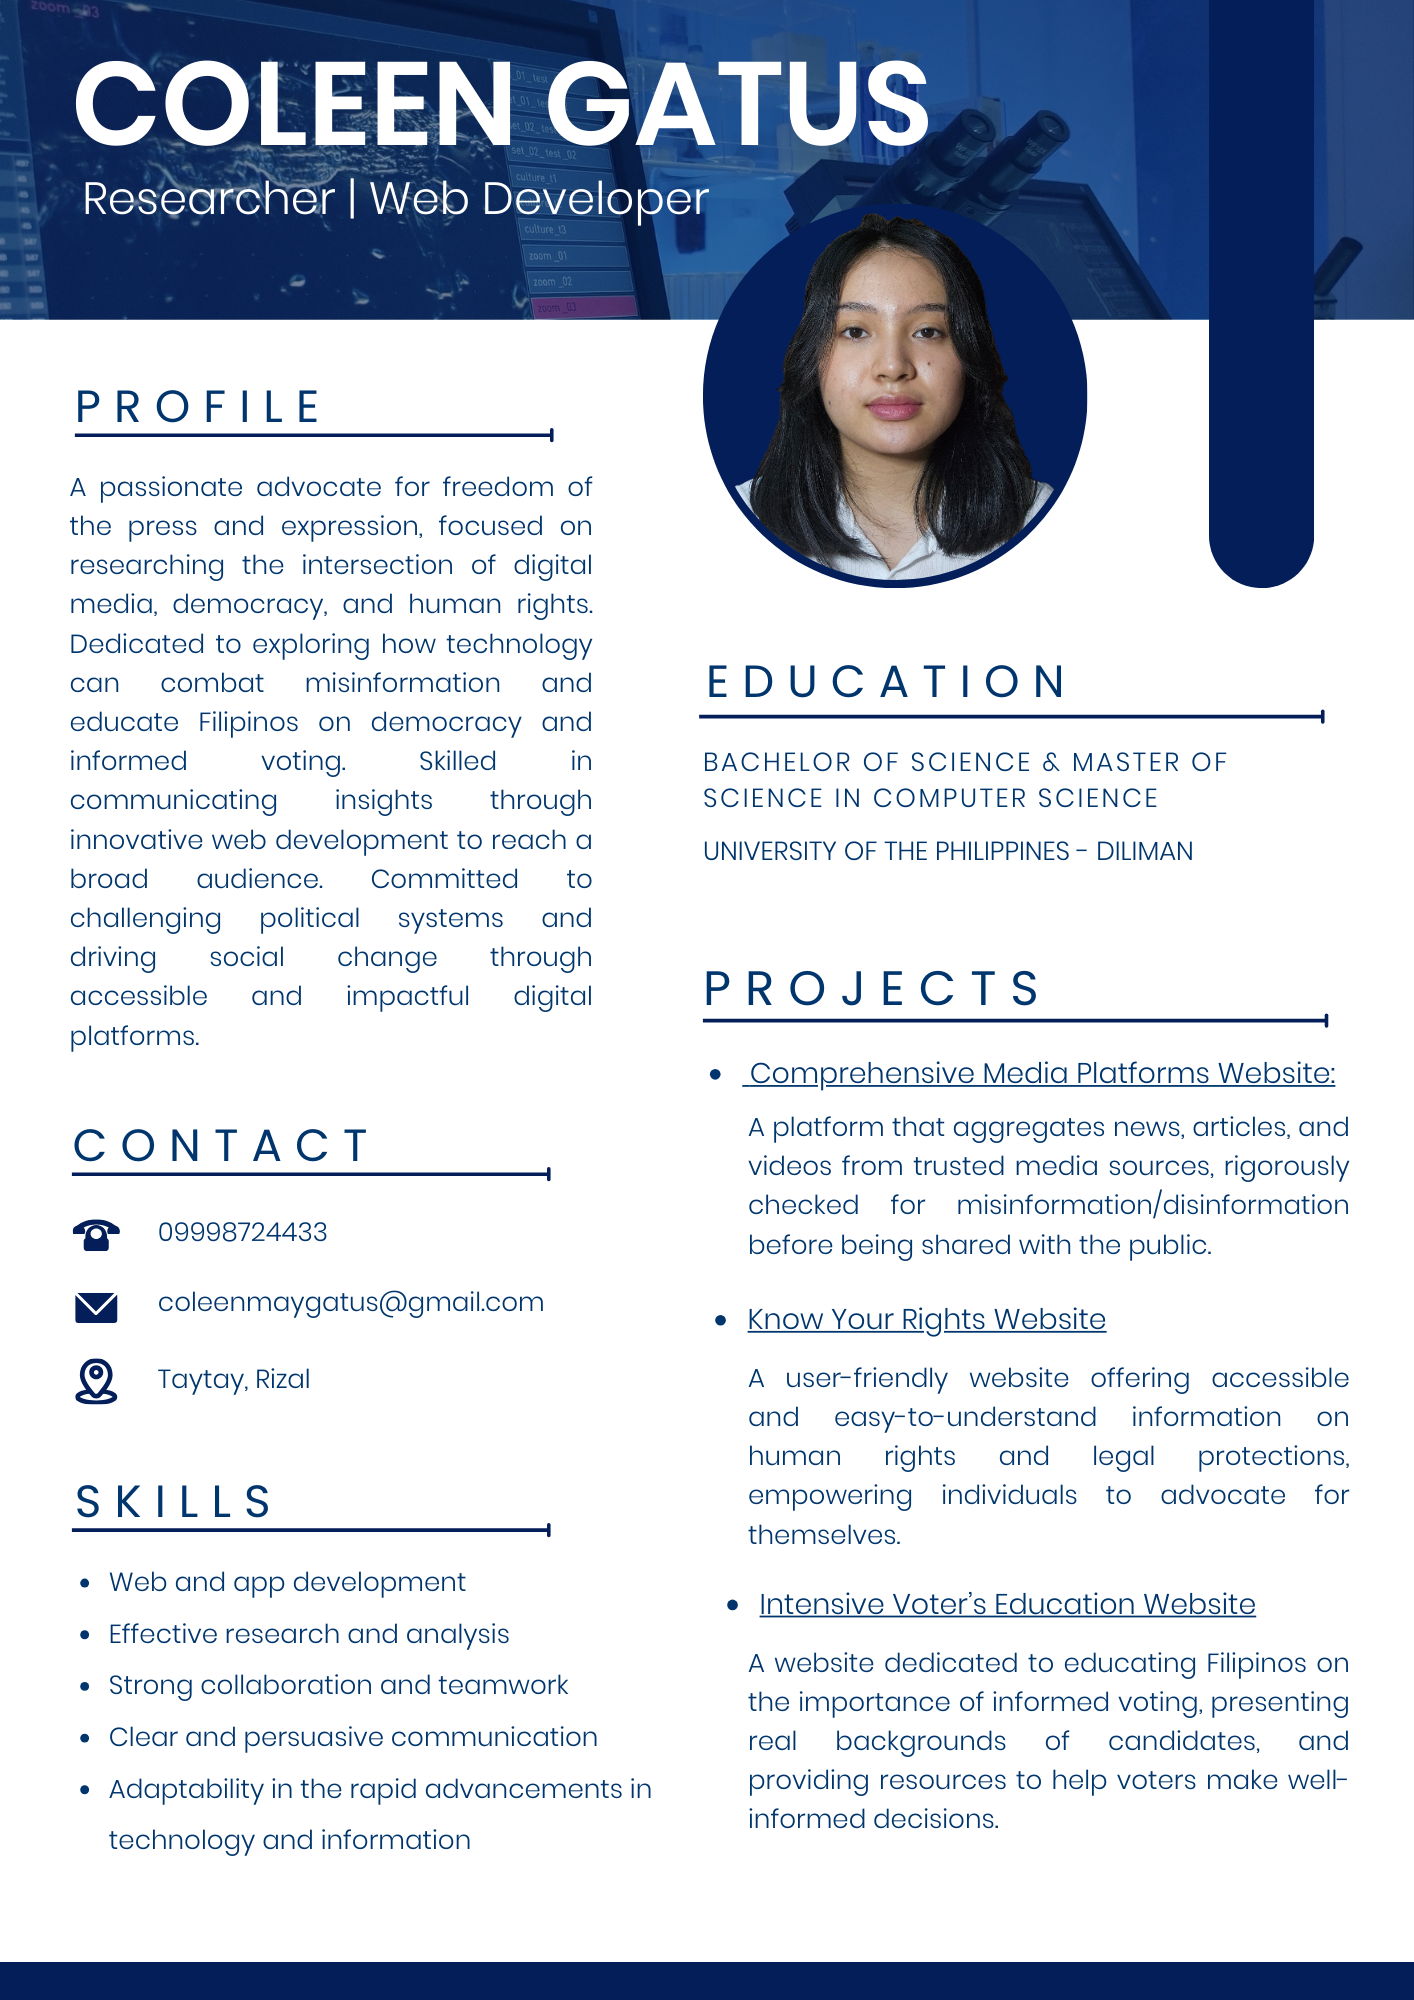 zoom_03
COLEEN GATUS
Researcher | Web Developer
set_02_test_02
culture_t1
culture_t3
zoom_01
zoom_02
zoom_03
PROFILE
A passionate advocate for freedom of
the press and expression, focused on
researching the intersection of digital
media, democracy, and human rights.
Dedicated to exploring how technology
can combat misinformation and
educate Filipinos on democracy and
informed voting. Skilled in
communicating insights through
innovative web development to reach a
broad audience. Committed to
challenging political systems and
driving social change through
accessible and impactful digital
platforms.
CONTACT
09998724433
coleenmaygatus@gmail.com
Taytay, Rizal
SKILLS
• Web and app development
• Effective research and analysis
• Strong collaboration and teamwork
• Clear and persuasive communication
• Adaptability in the rapid advancements in
technology and information
EDUCATION
BACHELOR OF SCIENCE & MASTER OF
SCIENCE IN COMPUTER SCIENCE
UNIVERSITY OF THE PHILIPPINES - DILIMAN
PROJECTS
• Comprehensive Media Platforms Website:
A platform that aggregates news, articles, and
videos from trusted media sources, rigorously
checked for misinformation/disinformation
before being shared with the public.
• Know Your Rights Website
A user-friendly website offering accessible
and easy-to-understand information on
human rights and legal protections,
empowering individuals to advocate for
themselves.
• Intensive Voter's Education Website
A website dedicated to educating Filipinos on
the importance of informed voting, presenting
real backgrounds of candidates, and
providing resources to help voters make well-
informed decisions.